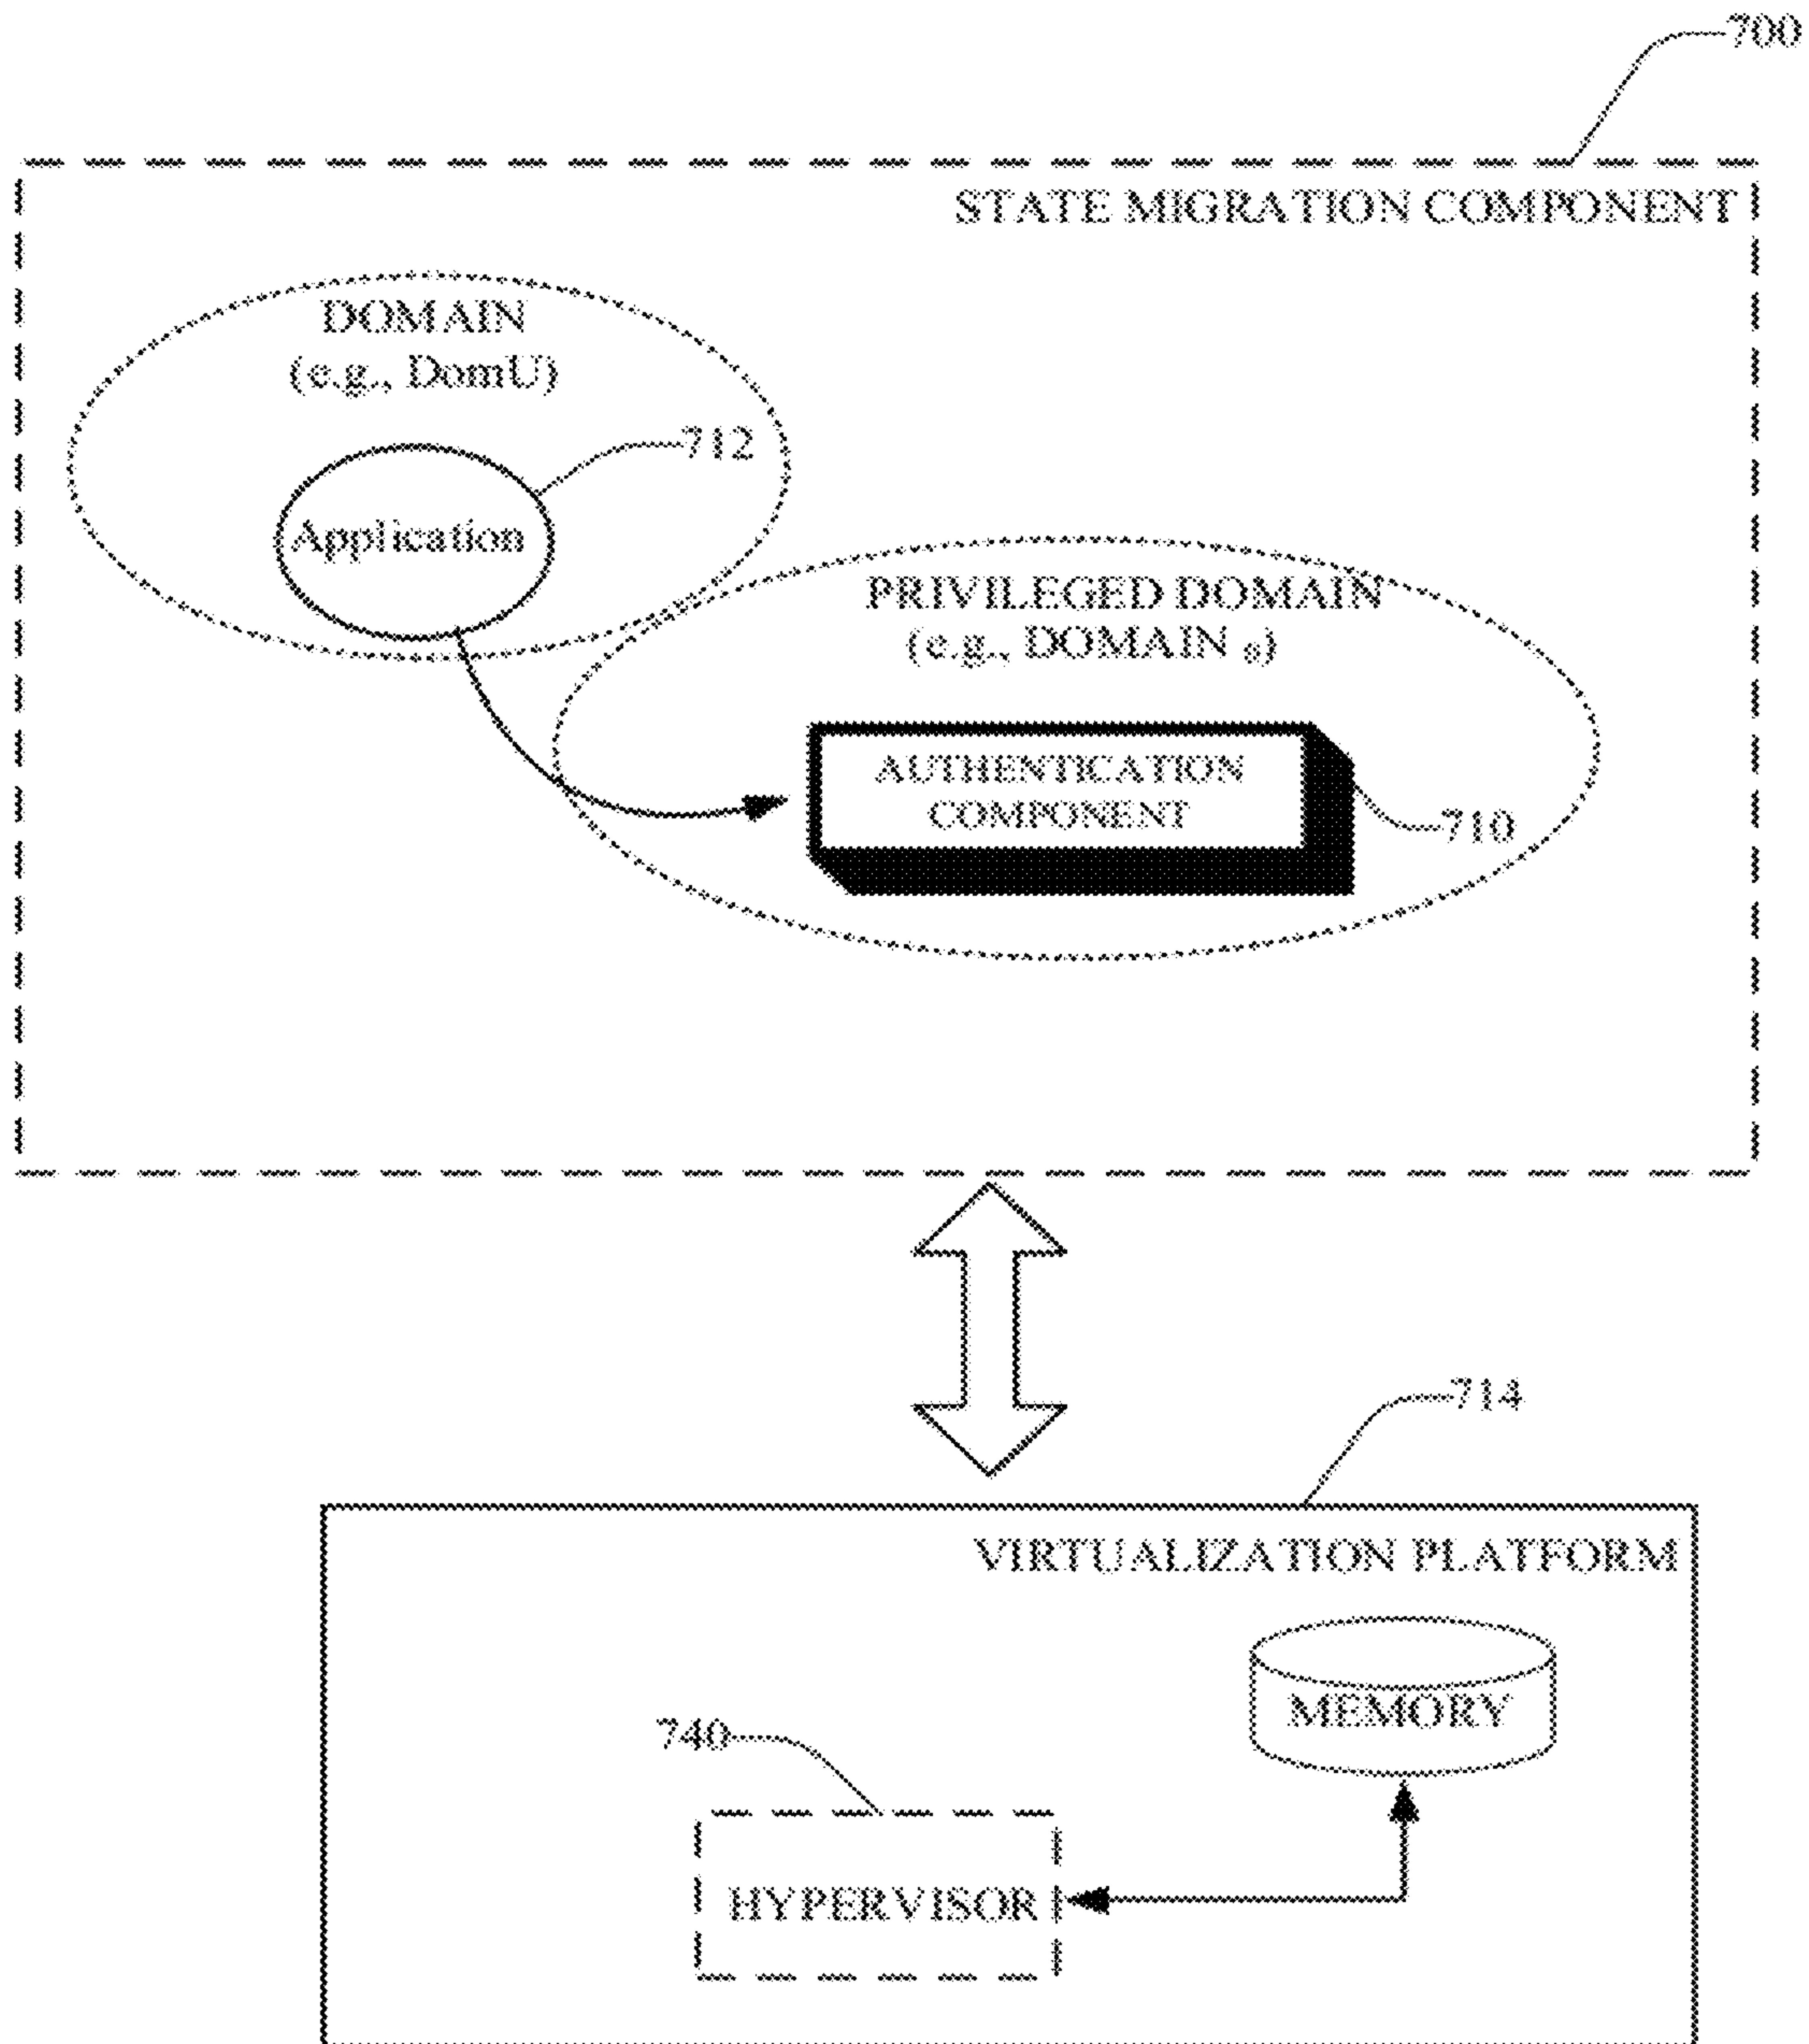 700
STATE MIGRATION COMPONENT
DOMAIN
(e.g., DomU)
712
Application
PRIVILEGED DOMAIN
(e.g., DOMAIN 0)
AUTHENTICATION
COMPONENT
710
714
VIRTUALIZATION PLATFORM
MEMORY
740
HYPERVISOR